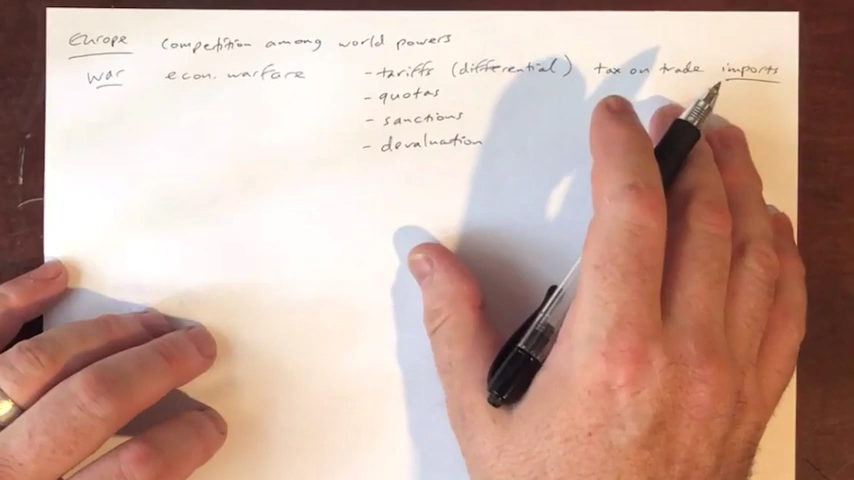 Europe competition among world powers
war econ. warfare - tariffs (differential) tax on trade imports
- quotas
- sanctions
- devaluation